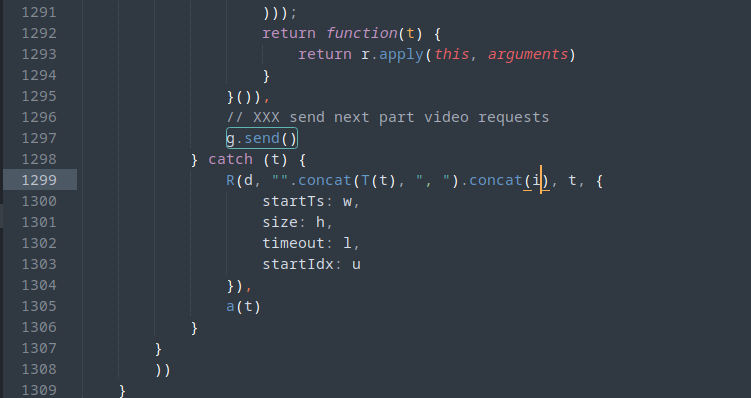 1291 )));
1292 return function(t) {
1293 return r.apply(this, arguments)
1294 }
1295 }()),
1296 // XXX send next part video requests
1297 g.send()
1298 } catch (t) {
1299 R(d, "".concat(T(t), ", ").concat(i), t, {
1300 startTs: w,
1301 size: h,
1302 timeout: l,
1303 startIdx: u
1304 }),
1305 a(t)
1306 }
1307 }
1308 ))
1309 }